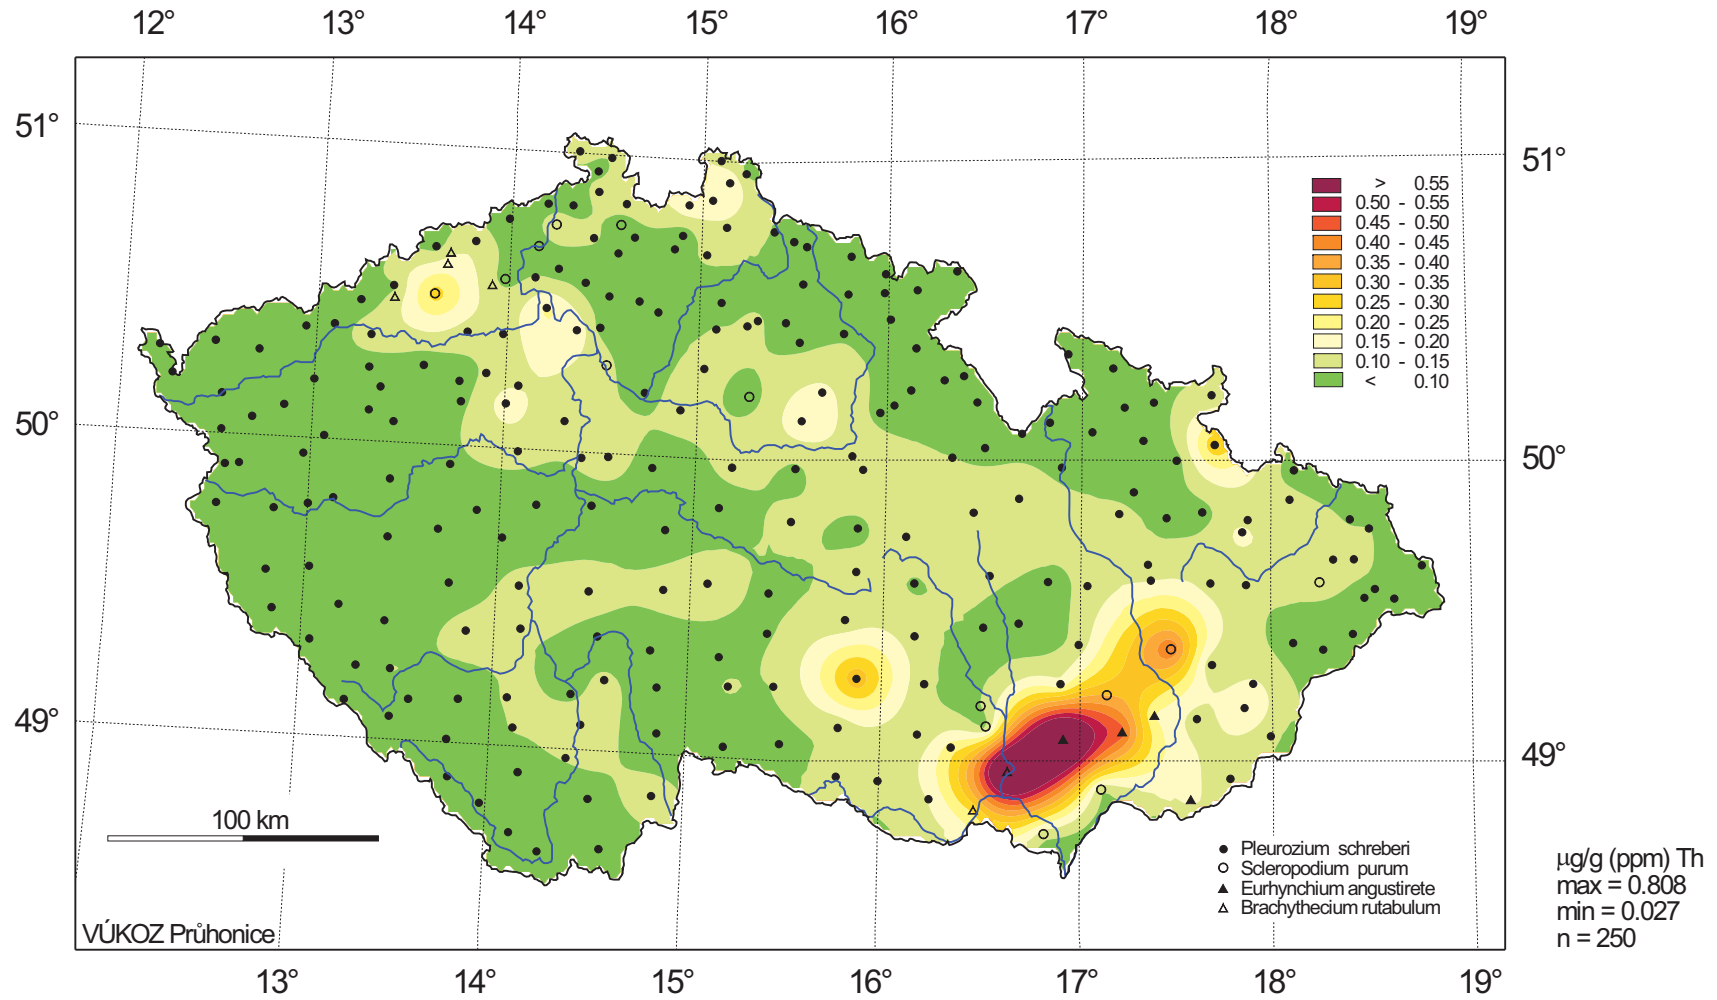 12° 13° 14° 15° 16° 17° 18° 19°
51°
51°
> 0.55
0.50 - 0.55
0.45 - 0.50
0.40 - 0.45
0.35 - 0.40
0.30 - 0.35
0.25 - 0.30
0.20 - 0.25
0.15 - 0.20
0.10 - 0.15
< 0.10
50°
50°
49°
49°
100 km
Pleurozium schreberi
Scleropodium purum
Eurhynchium angustirete
Brachythecium rutabulum
µg/g (ppm) Th
max = 0.808
min = 0.027
n = 250
VÚKOZ Průhonice
13° 14° 15° 16° 17° 18° 19°